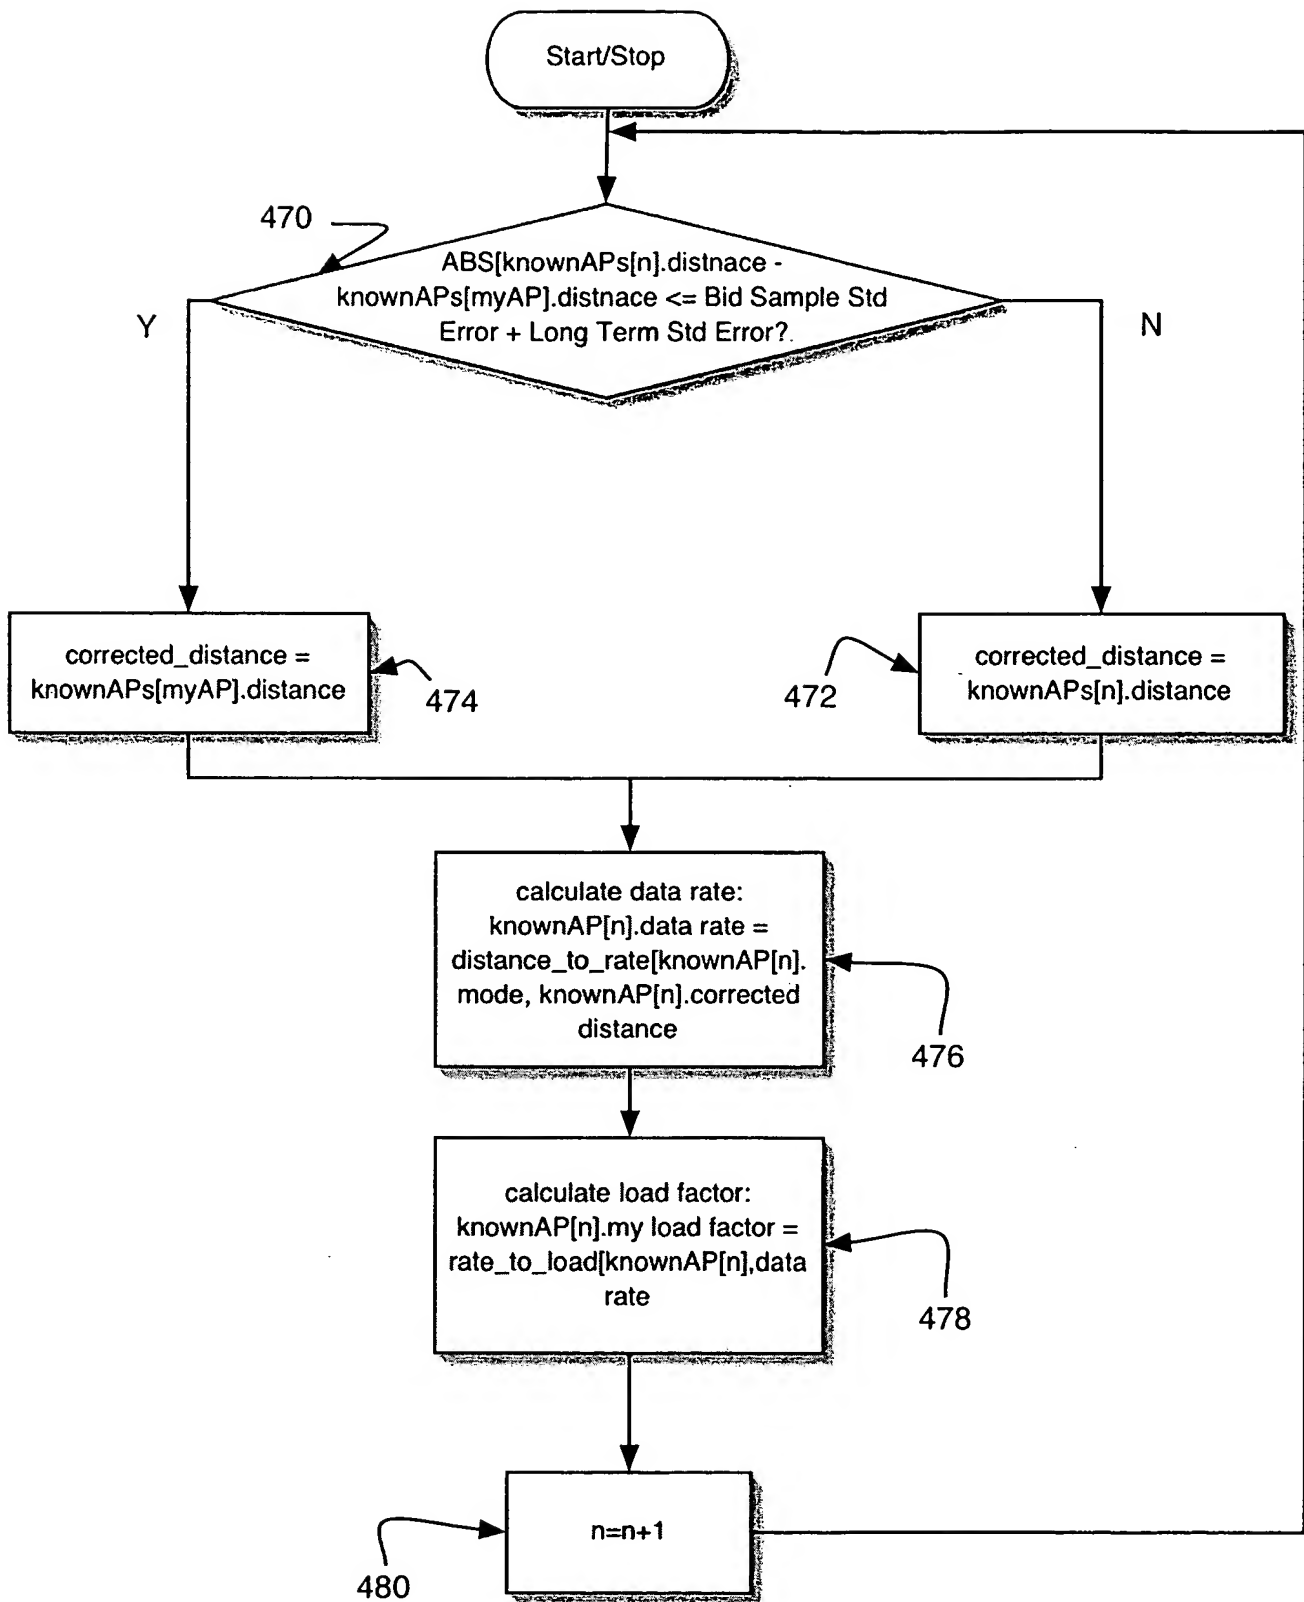 Start/Stop
470
ABS[knownAPs[n].distnace -
knownAPs[myAP].distnace <= Bid Sample Std
Error + Long Term Std Error?
Y
N
corrected_distance =
knownAPs[myAP].distance
474
472
corrected_distance =
knownAPs[n].distance
calculate data rate:
knownAP[n].data rate =
distance_to_rate[knownAP[n].
mode, knownAP[n].corrected
distance
476
calculate load factor:
knownAP[n].my load factor =
rate_to_load[knownAP[n],data
rate
478
n=n+1
480